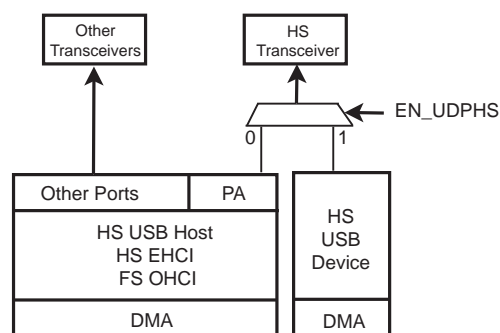 Other
Transceivers
HS
Transceiver
EN_UDPHS
0
1
Other Ports
PA
HS USB Host
HS EHCI
FS OHCI
DMA
HS
USB
Device
DMA